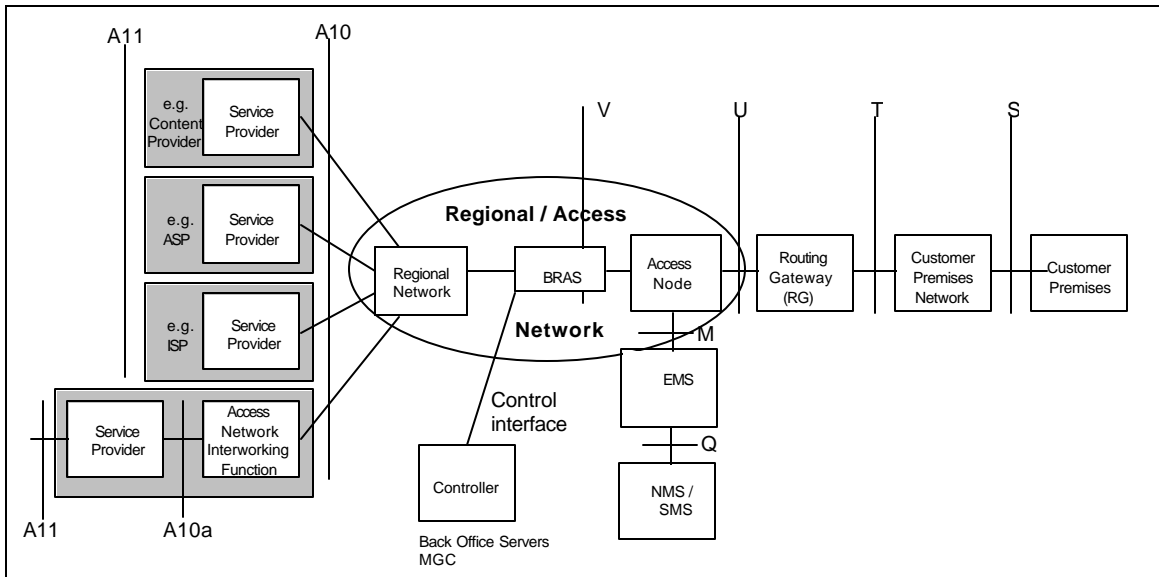 A11
A10
e.g.
Content
Provider
Service
Provider
V
U
T
S
e.g.
ASP
Service
Provider
Regional / Access
Regional
Network
BRAS
Access
Node
Routing
Gateway
(RG)
Customer
Premises
Network
Customer
Premises
Network
M
e.g.
ISP
Service
Provider
EMS
Control
interface
Service
Provider
Access
Network
Interworking
Function
Q
Controller
NMS /
SMS
A11
A10a
Back Office Servers
MGC